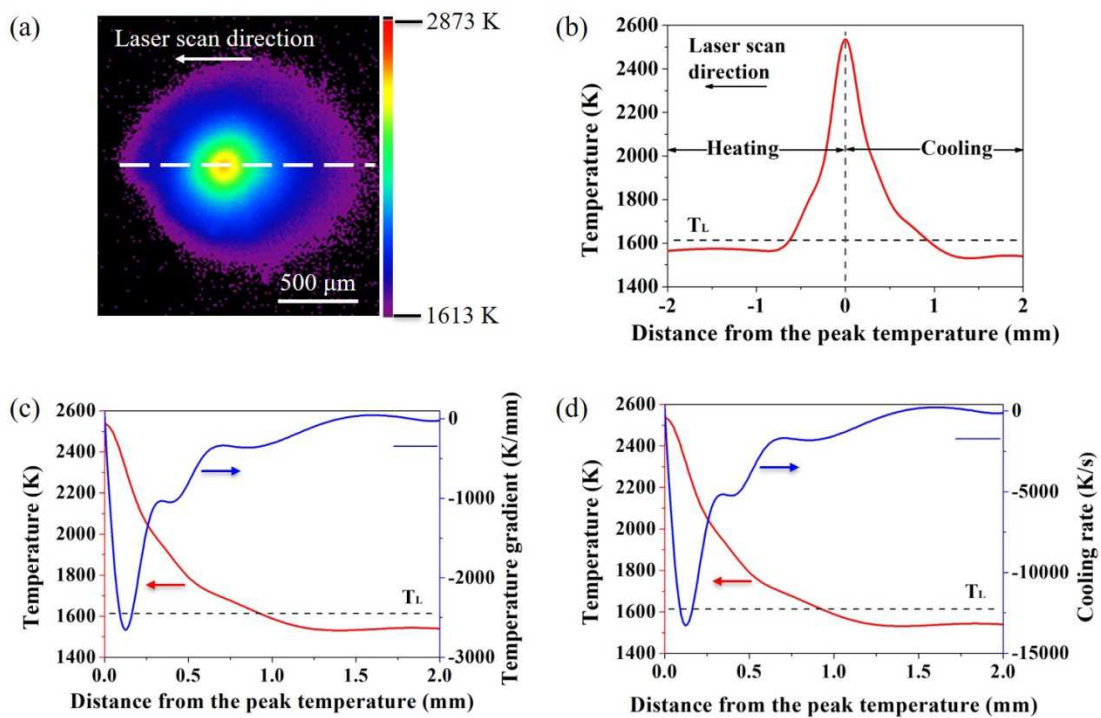 (a)
Laser scan direction
500 μm
2873 K
1613 K
(b)
Temperature (K)
2600
2400
2200
2000
1800
1600
1400
Laser scan
direction
Heating
Cooling
TL
-2
-1
0
1
2
Distance from the peak temperature (mm)
(c)
Temperature (K)
2600
2400
2200
2000
1800
1600
1400
TL
0
-1000
-2000
-3000
Temperature gradient (K/mm)
0.0
0.5
1.0
1.5
2.0
Distance from the peak temperature (mm)
(d)
Temperature (K)
2600
2400
2200
2000
1800
1600
1400
TL
0
-5000
-10000
-15000
Cooling rate (K/s)
0.0
0.5
1.0
1.5
2.0
Distance from the peak temperature (mm)